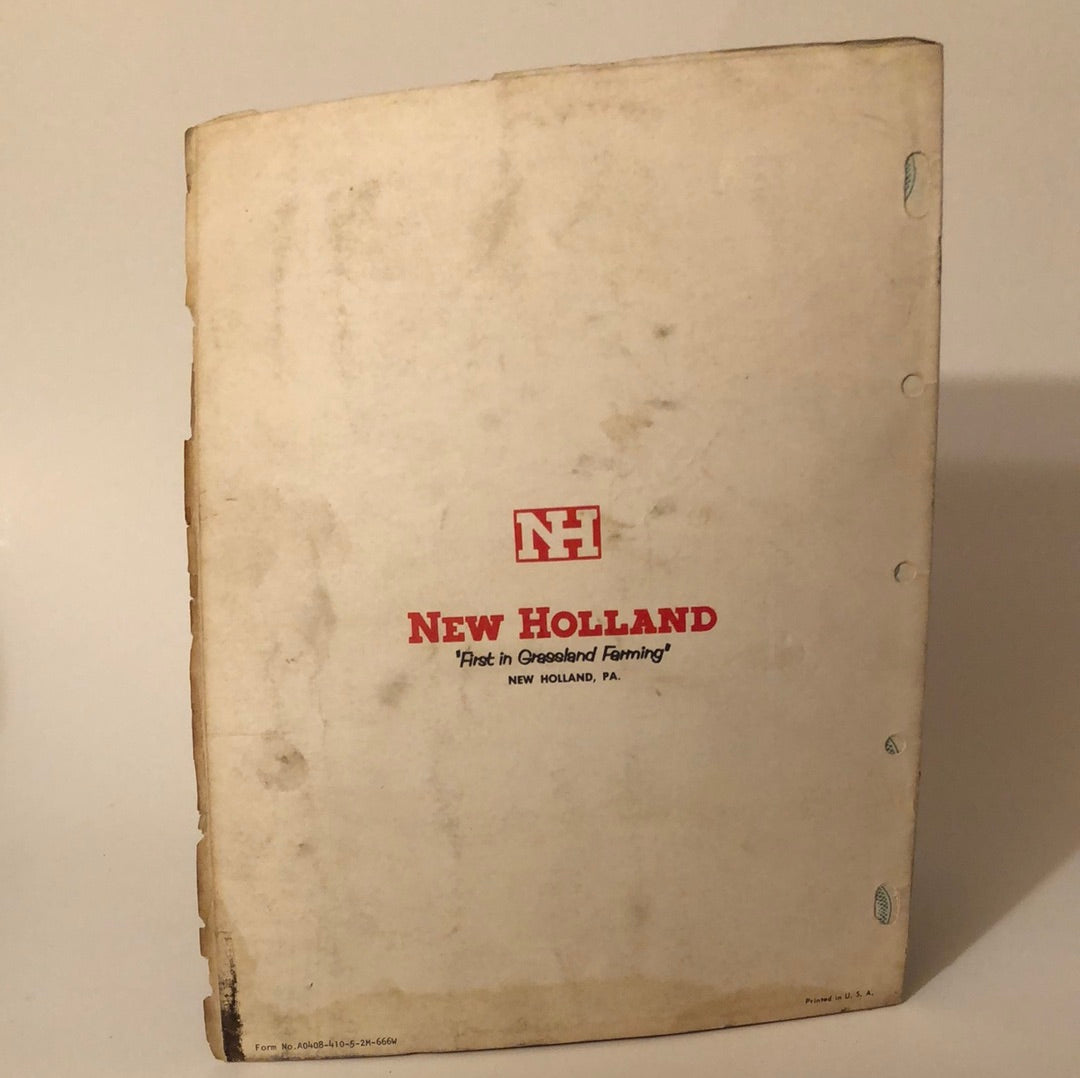 NH
NEW HOLLAND
"First in Grassland Farming"
NEW HOLLAND, PA.
Printed in U. S. A.
Form No.A0408-410-5-2M-666W